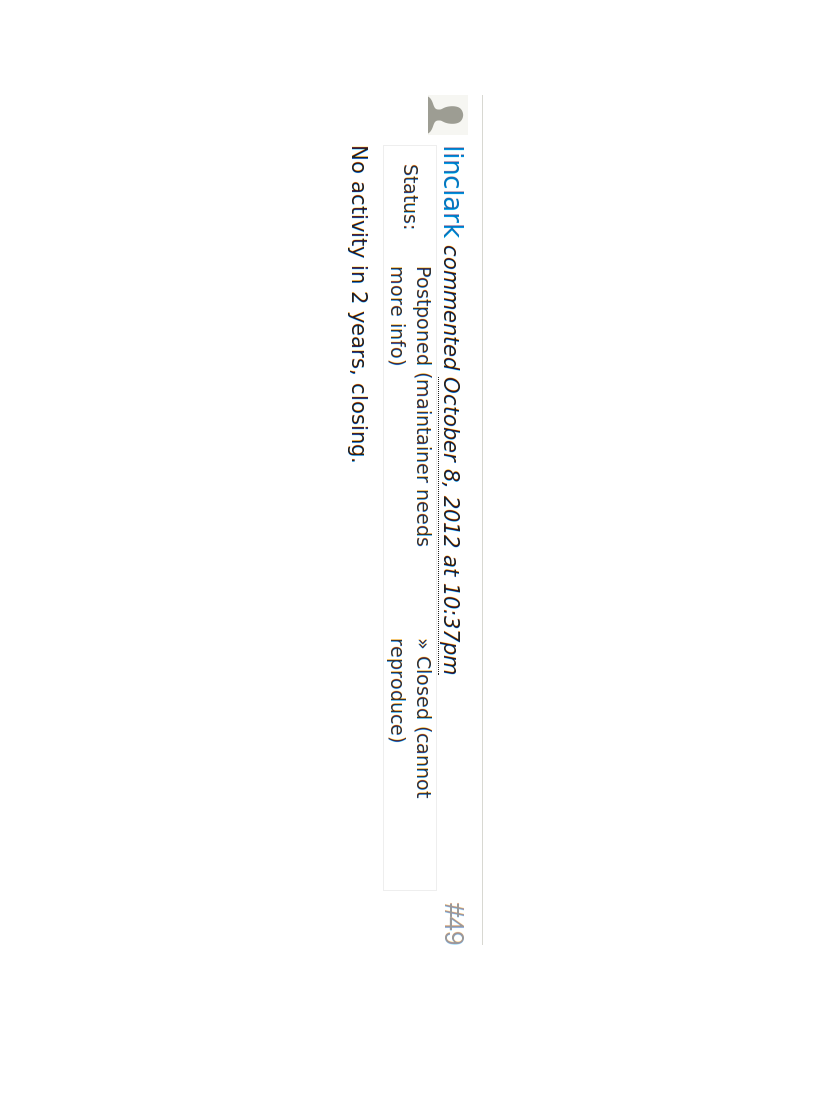 linclark commented October 8, 2012 at 10:37pm
#49
Status:
Postponed (maintainer needs
more info)
» Closed (cannot
reproduce)
No activity in 2 years, closing.